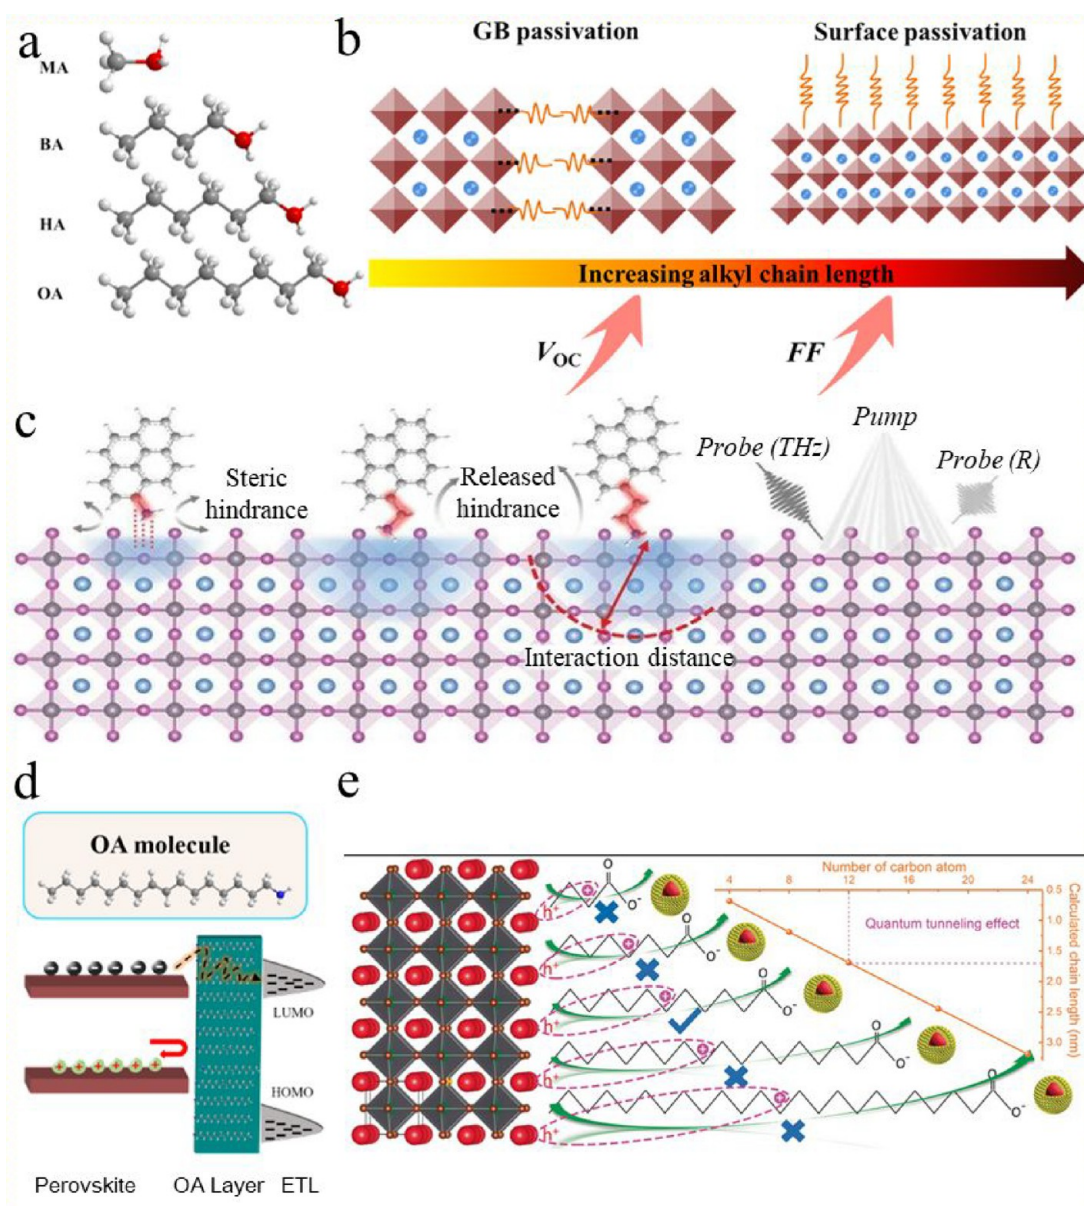 a
MA
BA
HA
OA
b
GB passivation
Surface passivation
Increasing alkyl chain length
VOC
FF
c
Steric
hindrance
Released
hindrance
Interaction distance
Probe (THz)
Pump
Probe (R)
d
OA molecule
LUMO
HOMO
Perovskite
OA Layer
ETL
e
Number of carbon atom
4
8
12
16
20
24
Quantum tunneling effect
0.5
1.0
1.5
2.0
2.5
3.0
Calculated chain length (nm)
h+
O
O-
h+
O
O-
h+
O
O-
h+
O
O-
h+
O
O-